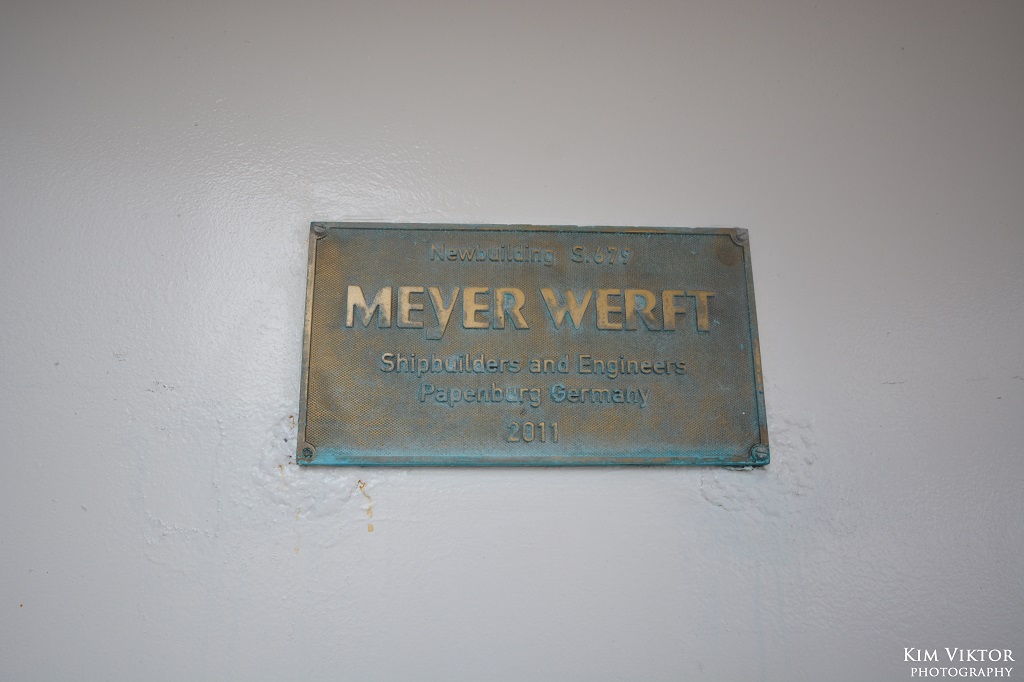 Newbuilding S.679
MEYER WERFT
Shipbuilders and Engineers
Papenburg Germany
2011
KIM VIKTOR
PHOTOGRAPHY